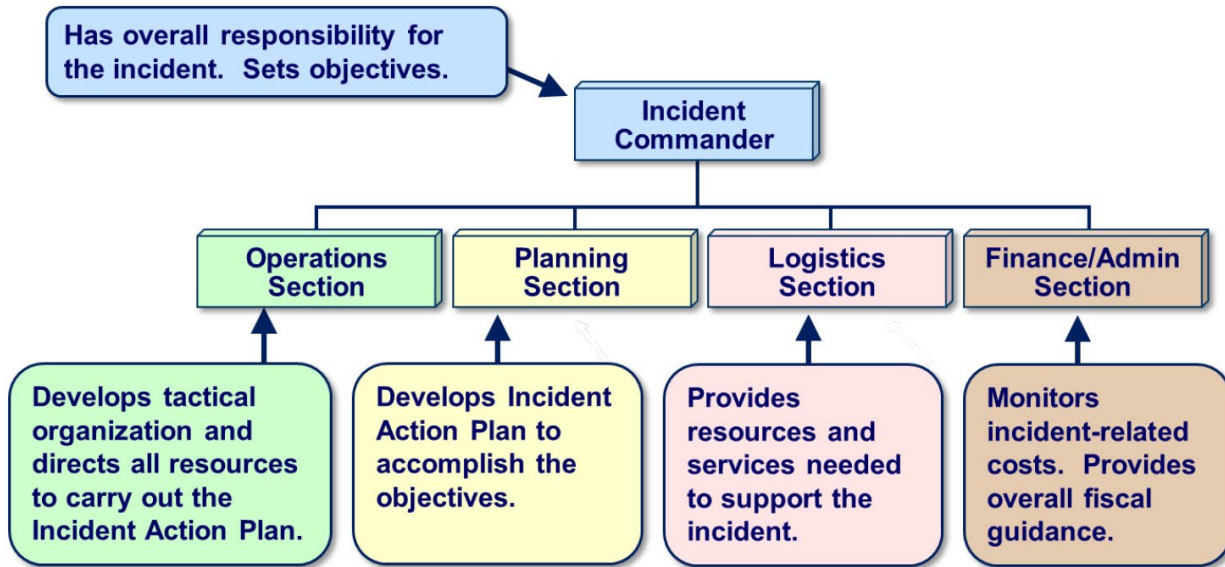 Has overall responsibility for
the incident.  Sets objectives.
Incident
Commander
Operations
Section
Planning
Section
Logistics
Section
Finance/Admin
Section
Develops tactical
organization and
directs all resources
to carry out the
Incident Action Plan.
Develops Incident
Action Plan to
accomplish the
objectives.
Provides
resources and
services needed
to support the
incident.
Monitors
incident-related
costs.  Provides
overall fiscal
guidance.